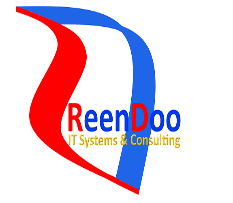 ReenDoo
IT Systems & Consulting